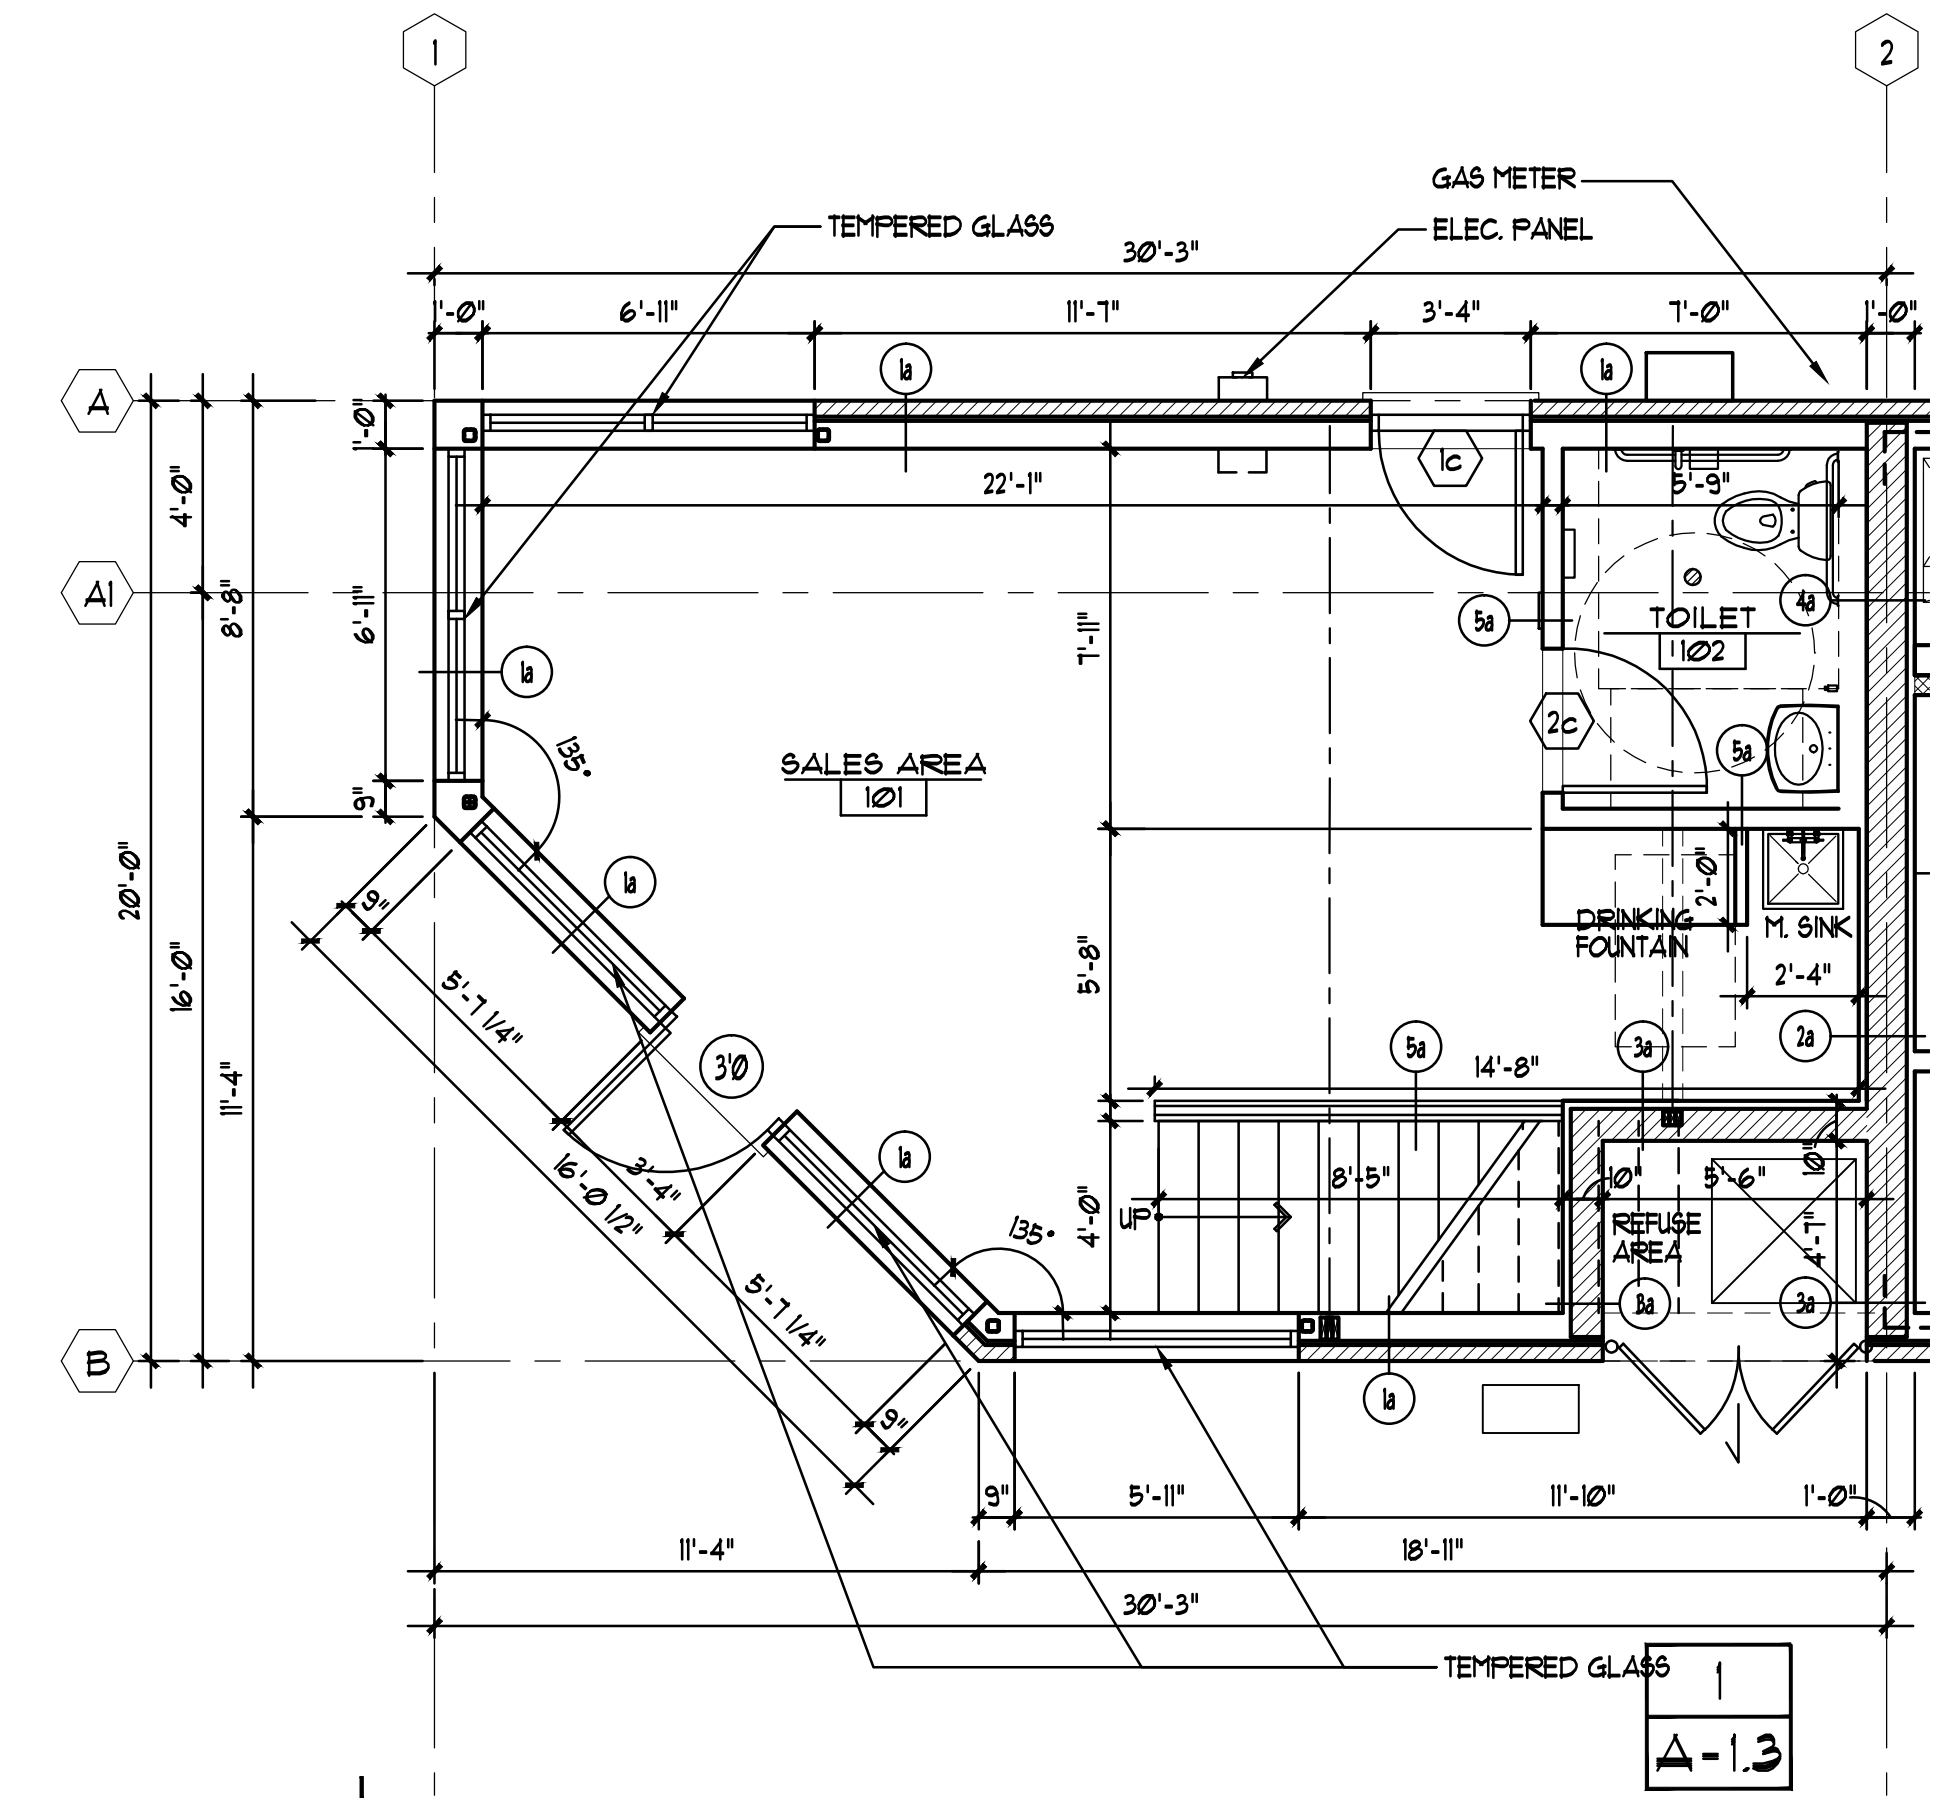 1
2
GAS METER
TEMPERED GLASS
ELEC. PANEL
30'-3"
1'-0"
6'-11"
11'-7"
3'-4"
7'-0"
1'-0"
1a
1a
A
1'-0"
4'-0"
1c
22'-1"
5'-9"
A1
8'-8"
6'-11"
7'-11"
5a
4a
TOILET
102
1a
135°
2c
5a
SALES AREA
101
9"
20'-0"
1a
2'-0"
9"
DRINKING
FOUNTAIN
M. SINK
16'-0"
5'-8"
2'-4"
5'-7 1/4"
11'-4"
3'0
5a
3a
2a
14'-8"
16'-0 1/2"
3'-4"
1a
8'-5"
10"
5'-6"
10"
4'-0"
UP
REFUSE
AREA
4'-7"
135°
5'-7 1/4"
3a
3a
B
9"
1a
9"
5'-11"
11'-10"
1'-0"
11'-4"
18'-11"
30'-3"
TEMPERED GLASS
1
A-1.3